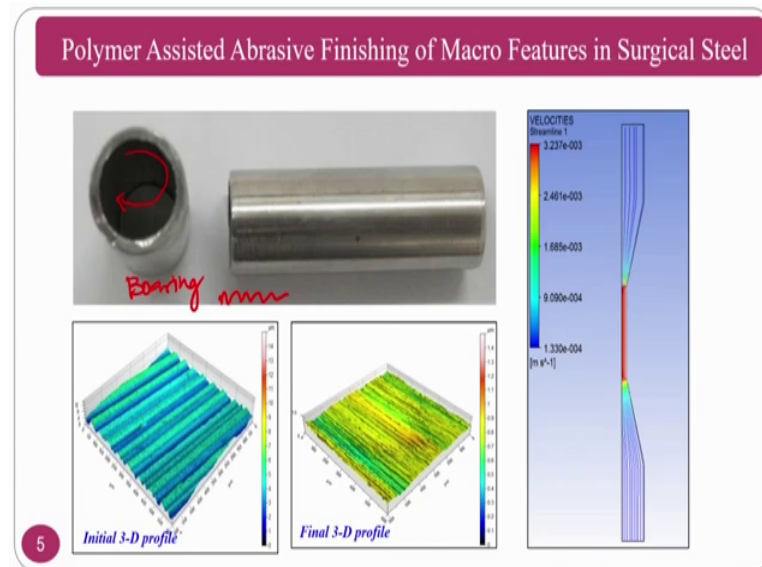 Polymer Assisted Abrasive Finishing of Macro Features in Surgical Steel
VELOCITIES
Streamline 1
3.237e-003
2.461e-003
1.685e-003
9.090e-004
1.330e-004
[m s^-1]
Boaring
Initial 3-D profile
Final 3-D profile
5